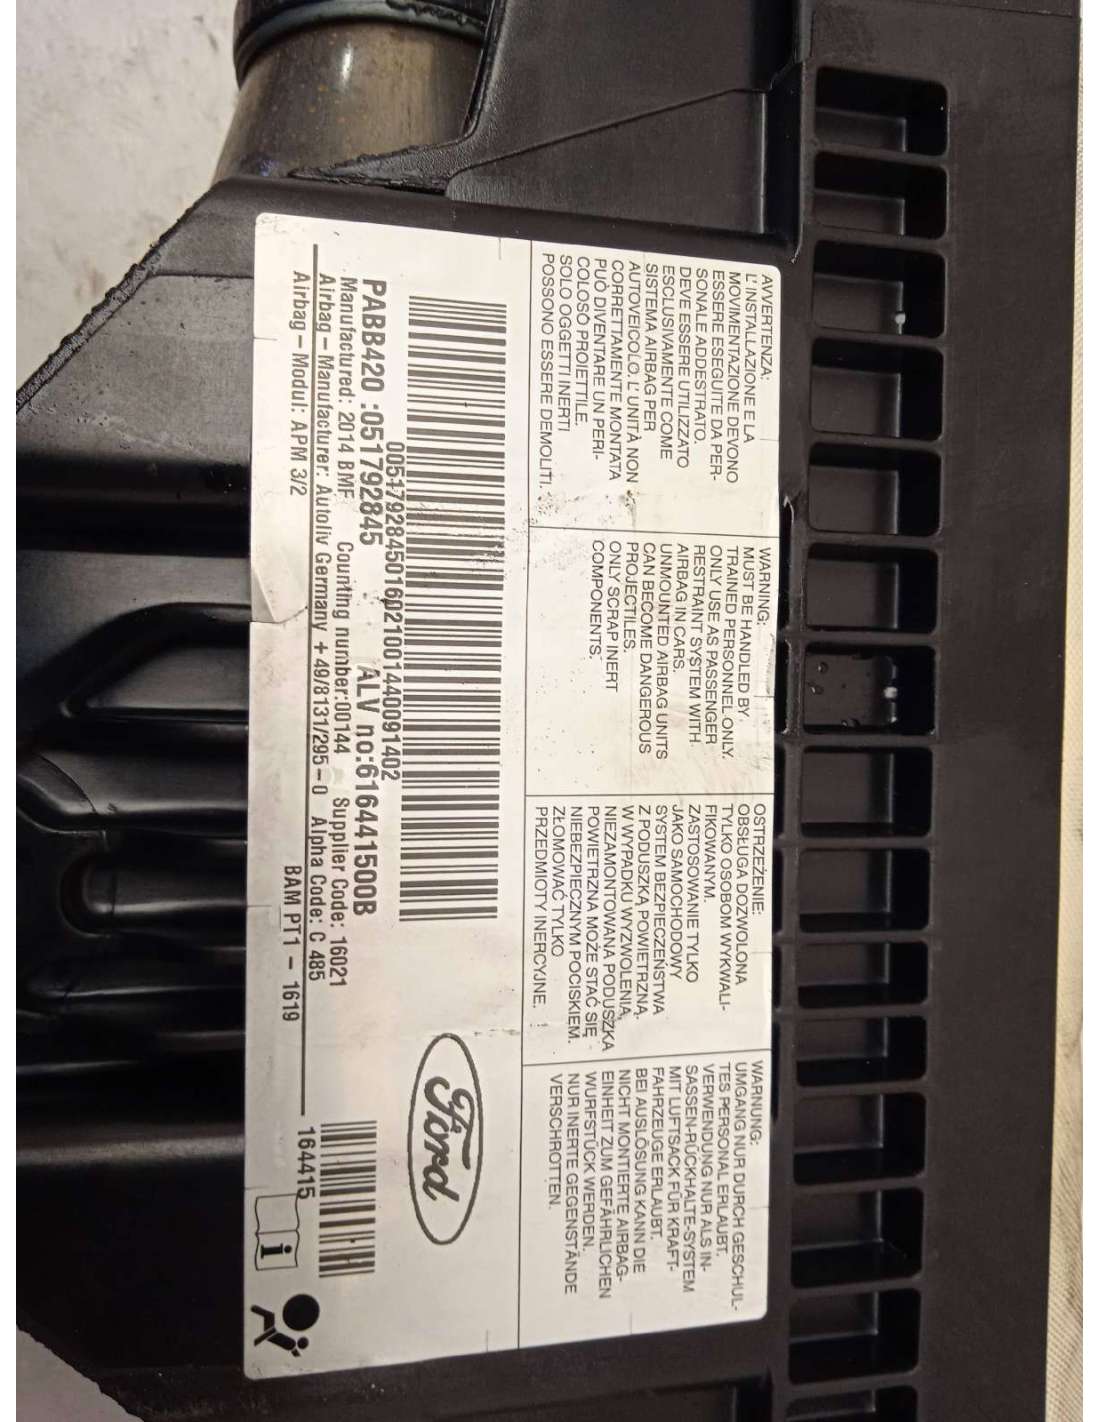 AVVERTENZA:
L'INSTALLAZIONE E LA
MOVIMENTAZIONE DEVONO
ESSERE ESEGUITE DA PER-
SONALE ADDESTRATO.
DEVE ESSERE UTILIZZATO
ESCLUSIVAMENTE COME
SISTEMA AIRBAG PER
AUTOVEICOLO. L'UNITÀ NON
CORRETTAMENTE MONTATA
PUÒ DIVENTARE UN PERI-
COLOSO PROIETTILE.
SOLO OGGETTI INERTI
POSSONO ESSERE DEMOLITI.
WARNING:
MUST BE HANDLED BY
TRAINED PERSONNEL ONLY.
ONLY USE AS PASSENGER
RESTRAINT SYSTEM WITH
AIRBAG IN CARS.
UNMOUNTED AIRBAG UNITS
CAN BECOME DANGEROUS
PROJECTILES.
ONLY SCRAP INERT
COMPONENTS.
OSTRZEŻENIE:
OBSŁUGA DOZWOLONA
TYLKO OSOBOM WYKWALI-
FIKOWANYM.
ZASTOSOWANIE TYLKO
JAKO SAMOCHODOWY
SYSTEM BEZPIECZEŃSTWA
Z PODUSZKĄ POWIETRZNĄ.
W WYPADKU WYZWOLENIA,
NIEZAMONTOWANA PODUSZKA
POWIETRZNA MOŻE STAĆ SIĘ
NIEBEZPIECZNYM POCISKIEM.
ZŁOMOWAĆ TYLKO
PRZEDMIOTY INERCYJNE.
WARNUNG:
UMGANG NUR DURCH GESCHUL-
TES PERSONAL ERLAUBT.
VERWENDUNG NUR ALS IN-
SASSEN-RÜCKHALTE-SYSTEM
MIT LUFTSACK FÜR KRAFT-
FAHRZEUGE ERLAUBT.
BEI AUSLÖSUNG KANN DIE
NICHT MONTIERTE AIRBAG-
EINHEIT ZUM GEFÄHRLICHEN
WURFSTÜCK WERDEN.
NUR INERTE GEGENSTÄNDE
VERSCHROTTEN.
Ford
0051792845016021001440091402
PABB420 :051792845 ALV no:616441500B
Manufactured: 2014 BMF Counting number:00144 Supplier Code: 16021
Airbag – Manufacturer: Autoliv Germany + 49/8131/295-0 Alpha Code: C 485
Airbag – Modul: APM 3/2 BAM PT1 – 1619
164415
i